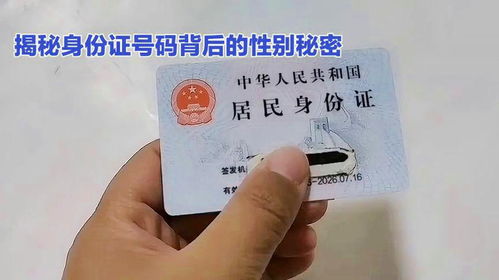 揭秘身份证号码背后的性别秘密
中华人民共和国
居民身份证
签发机
有效
-2026.07.16